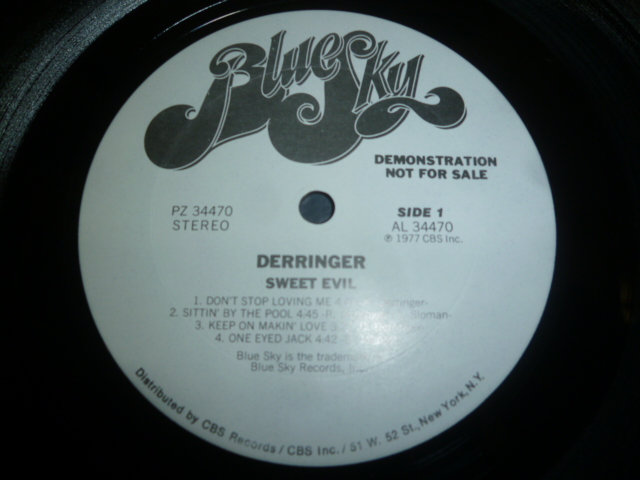 Blue Sky
DEMONSTRATION
NOT FOR SALE
PZ 34470
STEREO
SIDE 1
AL 34470
℗ 1977 CBS Inc.
DERRINGER
SWEET EVIL
1. DON'T STOP LOVING ME
2. SITTIN' BY THE POOL 4:45 -R.
3. KEEP ON MAKIN' LOVE
4. ONE EYED JACK 4:42
Blue Sky is the
Blue Sky Records,
Distributed by CBS Records / CBS Inc. / 51 W. 52 St., New York, N.Y.